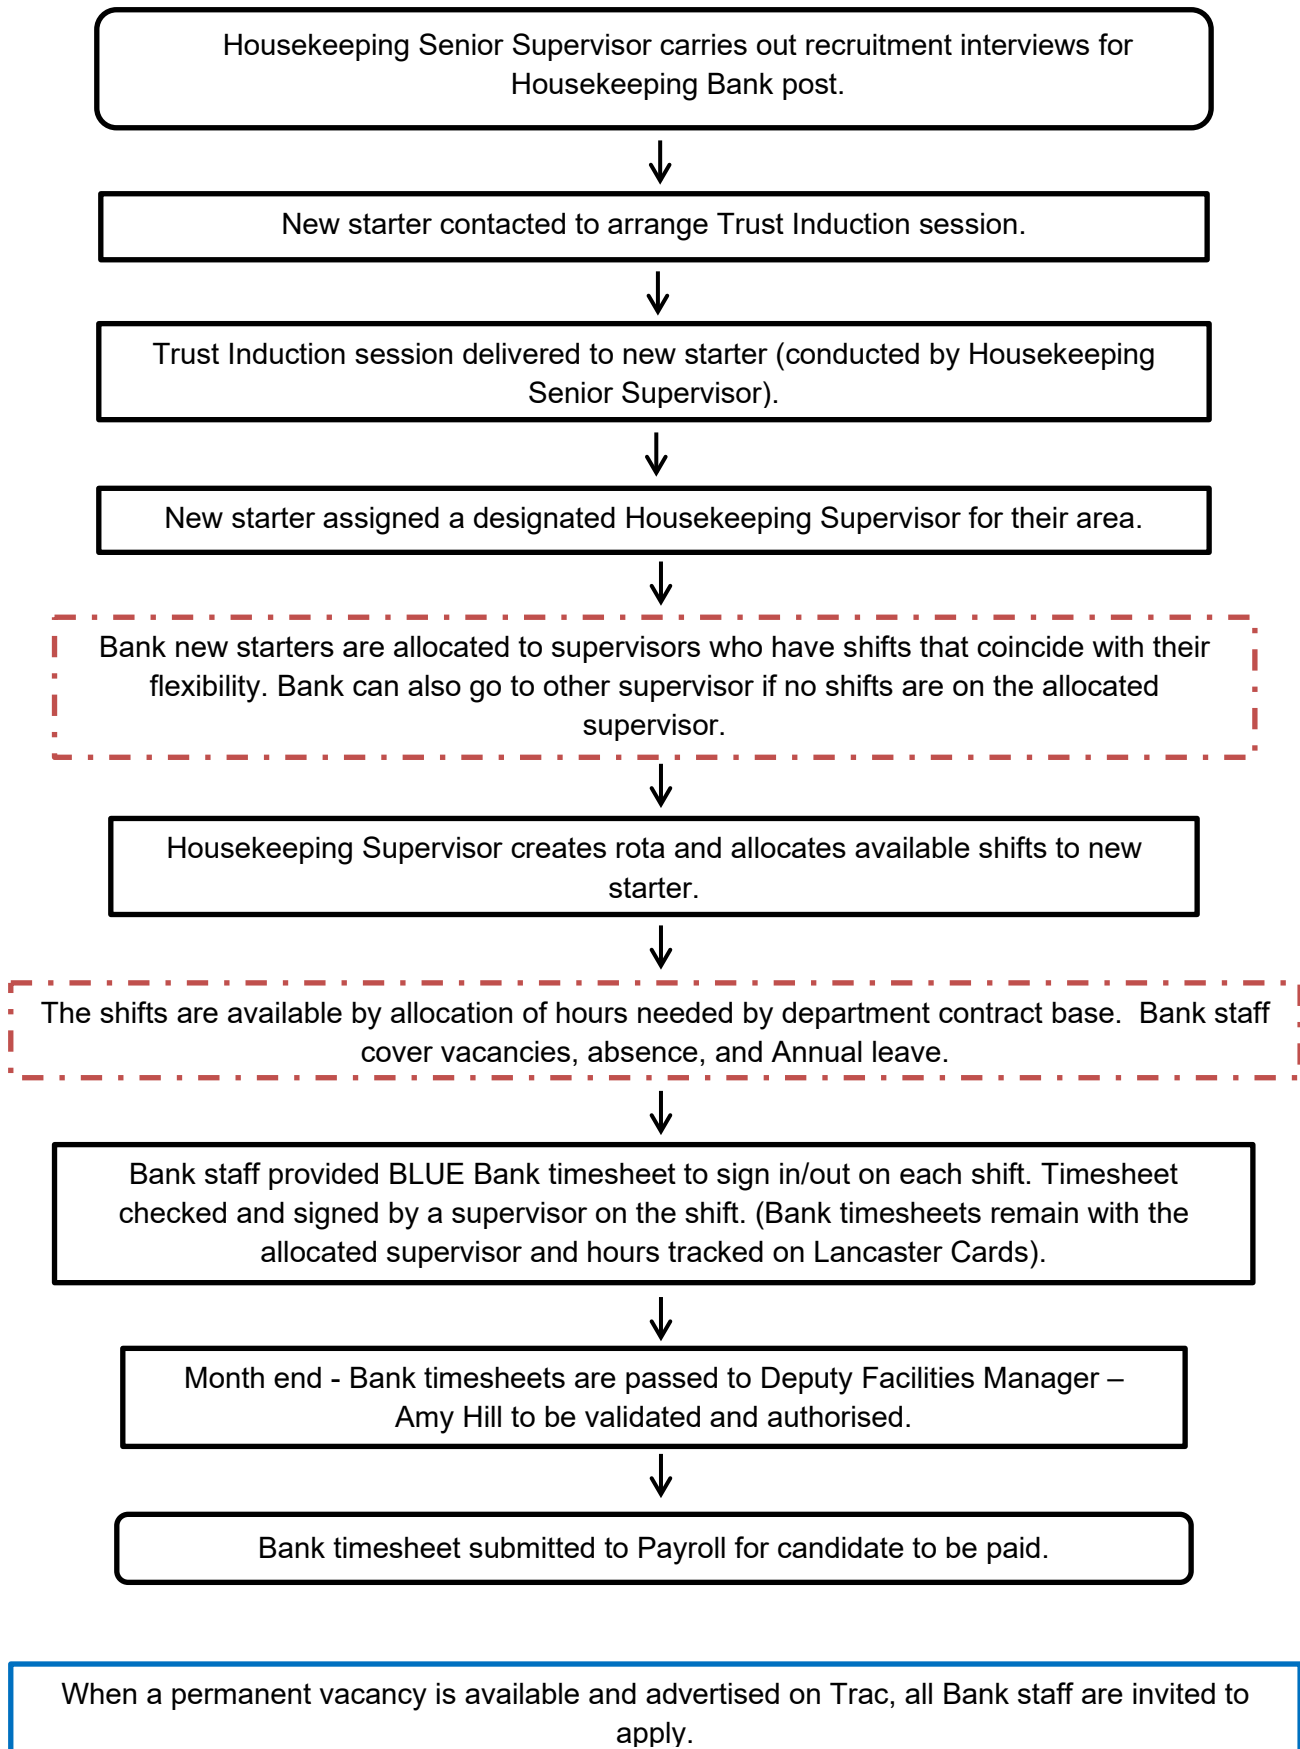 Housekeeping Senior Supervisor carries out recruitment interviews for
Housekeeping Bank post.
New starter contacted to arrange Trust Induction session.
Trust Induction session delivered to new starter (conducted by Housekeeping
Senior Supervisor).
New starter assigned a designated Housekeeping Supervisor for their area.
Bank new starters are allocated to supervisors who have shifts that coincide with their
flexibility. Bank can also go to other supervisor if no shifts are on the allocated
supervisor.
Housekeeping Supervisor creates rota and allocates available shifts to new
starter.
The shifts are available by allocation of hours needed by department contract base.  Bank staff
cover vacancies, absence, and Annual leave.
Bank staff provided BLUE Bank timesheet to sign in/out on each shift. Timesheet
checked and signed by a supervisor on the shift. (Bank timesheets remain with the
allocated supervisor and hours tracked on Lancaster Cards).
Month end - Bank timesheets are passed to Deputy Facilities Manager –
Amy Hill to be validated and authorised.
Bank timesheet submitted to Payroll for candidate to be paid.
When a permanent vacancy is available and advertised on Trac, all Bank staff are invited to
apply.